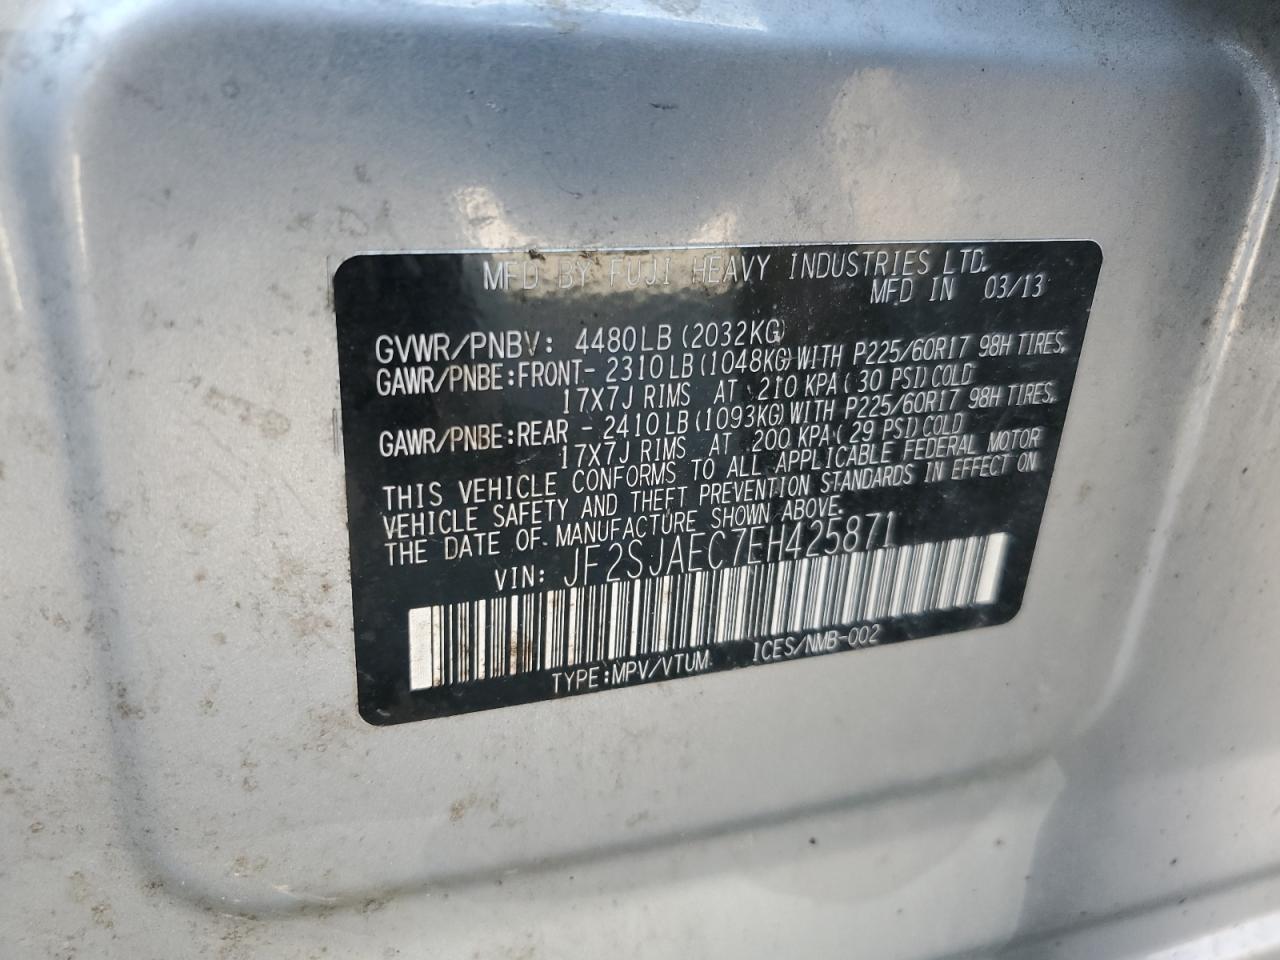 MFD BY FUJI HEAVY INDUSTRIES LTD.
MFD IN 03/13
GVWR/PNBV: 4480LB (2032KG)
GAWR/PNBE:FRONT- 2310LB (1048KG) WITH P225/60R17 98H TIRES,
17X7J RIMS AT 210 KPA (30 PSI) COLD
GAWR/PNBE:REAR - 2410LB (1093KG) WITH P225/60R17 98H TIRES,
17X7J RIMS AT 200 KPA (29 PSI) COLD
THIS VEHICLE CONFORMS TO ALL APPLICABLE FEDERAL MOTOR
VEHICLE SAFETY AND THEFT PREVENTION STANDARDS IN EFFECT ON
THE DATE OF MANUFACTURE SHOWN ABOVE.
VIN: JF2SJAEC7EH425871
TYPE:MPV/VTUM ICES/NMB-002